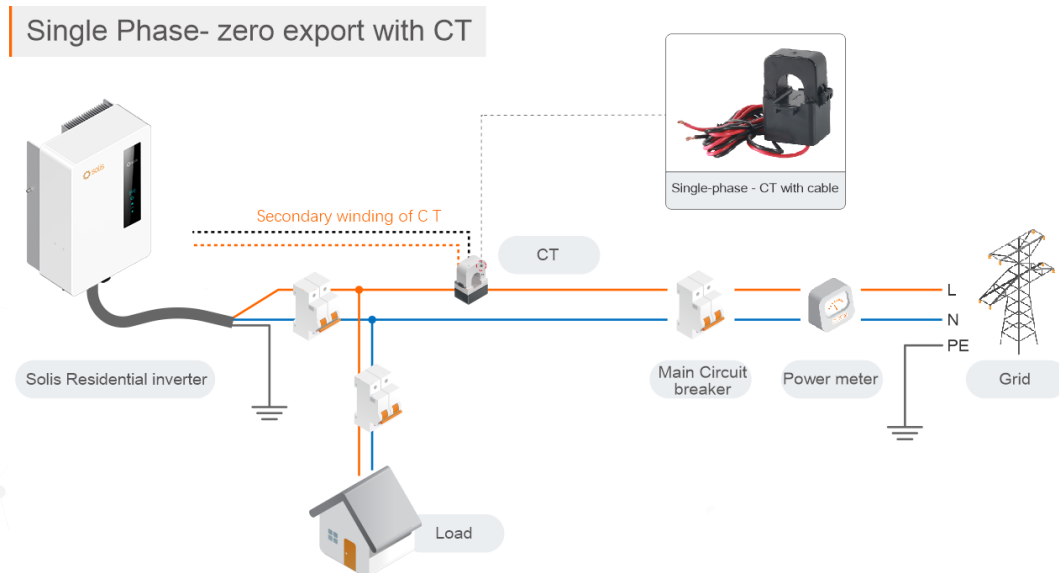 Single Phase- zero export with CT
SOLIS
Single-phase - CT with cable
Secondary winding of C T
CT
L
N
PE
Solis Residential inverter
Main Circuit
breaker
Power meter
Grid
Load